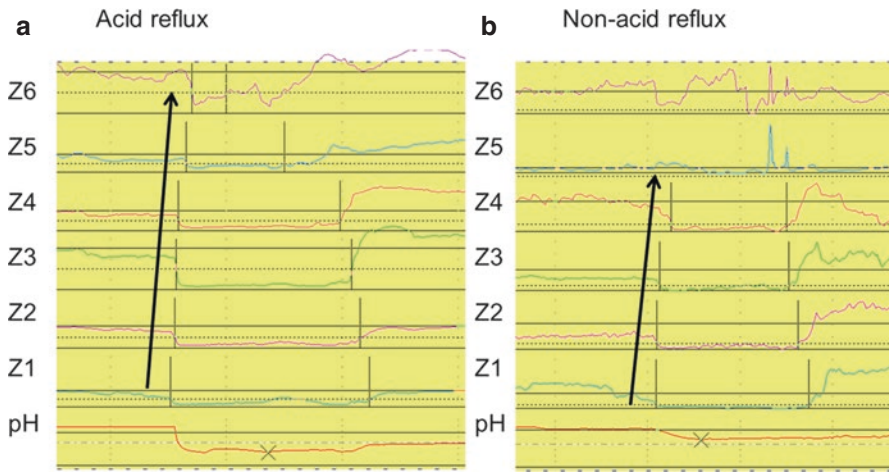 a Acid reflux
Z6
Z5
Z4
Z3
Z2
Z1
pH
b Non-acid reflux
Z6
Z5
Z4
Z3
Z2
Z1
pH